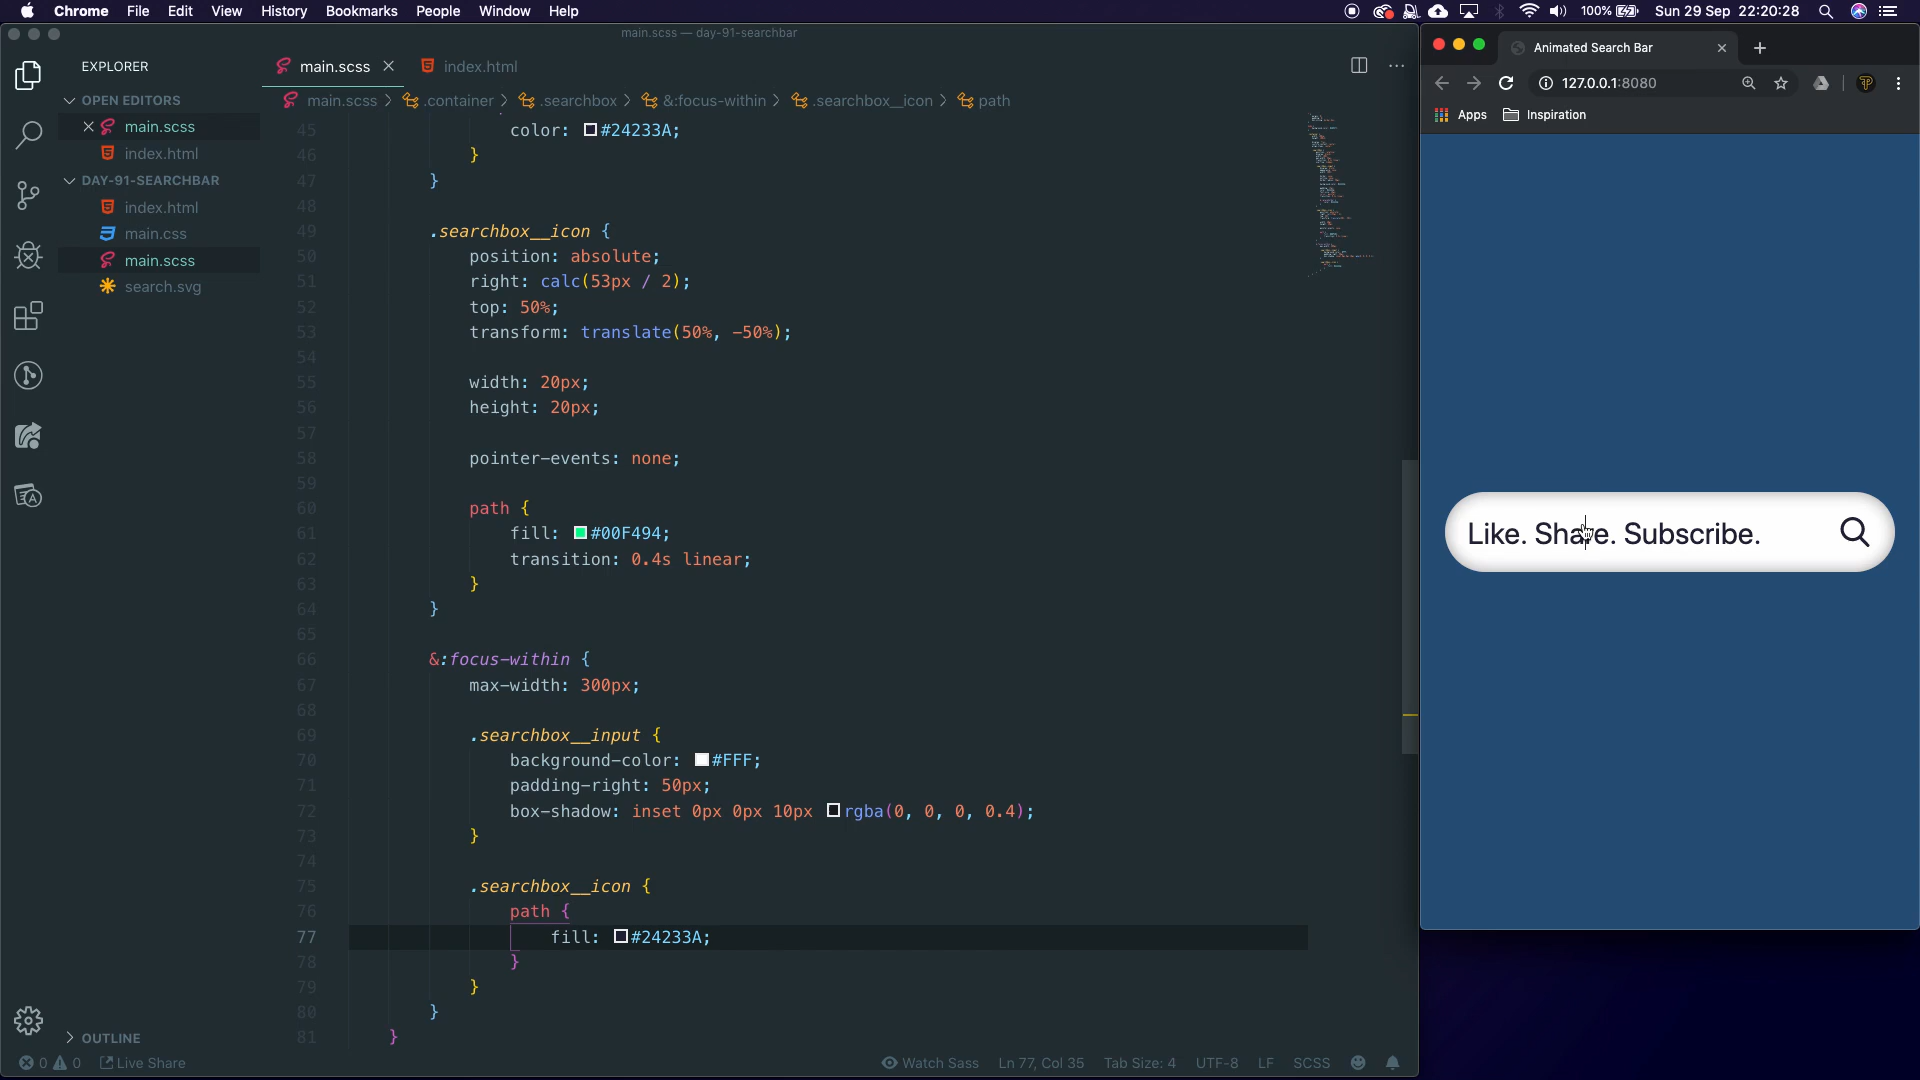 Chrome File Edit View History Bookmarks People Window Help
100% Sun 29 Sep 22:20:28
main.scss — day-91-searchbar
EXPLORER
OPEN EDITORS
main.scss
index.html
DAY-91-SEARCHBAR
index.html
main.css
main.scss
search.svg
OUTLINE
main.scss index.html
main.scss > .container > .searchbox > &:focus-within > .searchbox__icon > path
45 color: #24233A;
46 }
47 }
48
49 .searchbox__icon {
50 position: absolute;
51 right: calc(53px / 2);
52 top: 50%;
53 transform: translate(50%, -50%);
54
55 width: 20px;
56 height: 20px;
57
58 pointer-events: none;
59
60 path {
61 fill: #00F494;
62 transition: 0.4s linear;
63 }
64 }
65
66 &:focus-within {
67 max-width: 300px;
68
69 .searchbox__input {
70 background-color: #FFF;
71 padding-right: 50px;
72 box-shadow: inset 0px 0px 10px rgba(0, 0, 0, 0.4);
73 }
74
75 .searchbox__icon {
76 path {
77 fill: #24233A;
78 }
79 }
80 }
81 }
0 0 Live Share Watch Sass Ln 77, Col 35 Tab Size: 4 UTF-8 LF SCSS
Animated Search Bar
127.0.0.1:8080
Apps Inspiration
Like. Share. Subscribe.